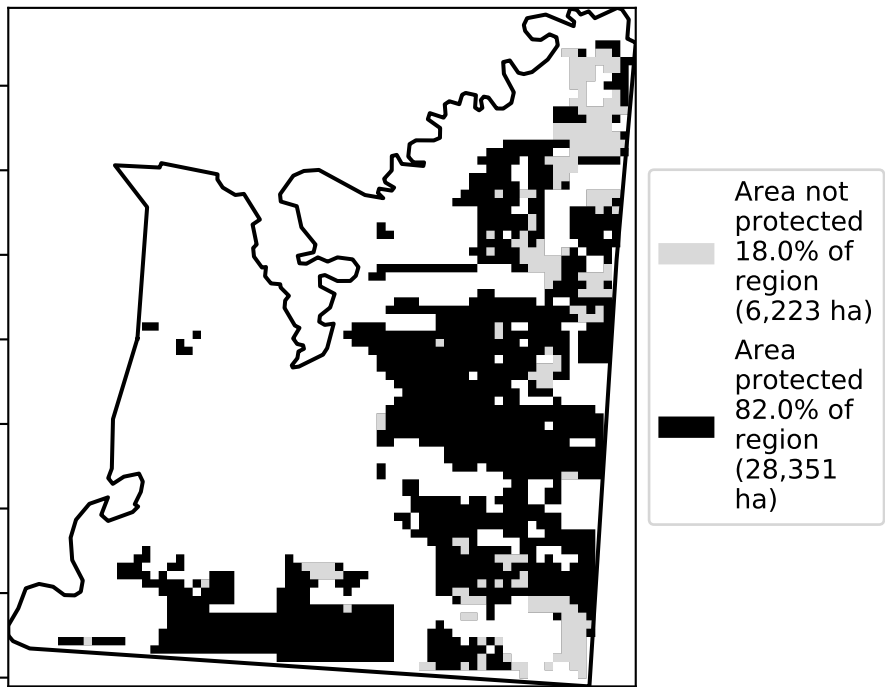 Area not
protected
18.0% of
region
(6,223 ha)
Area
protected
82.0% of
region
(28,351
ha)